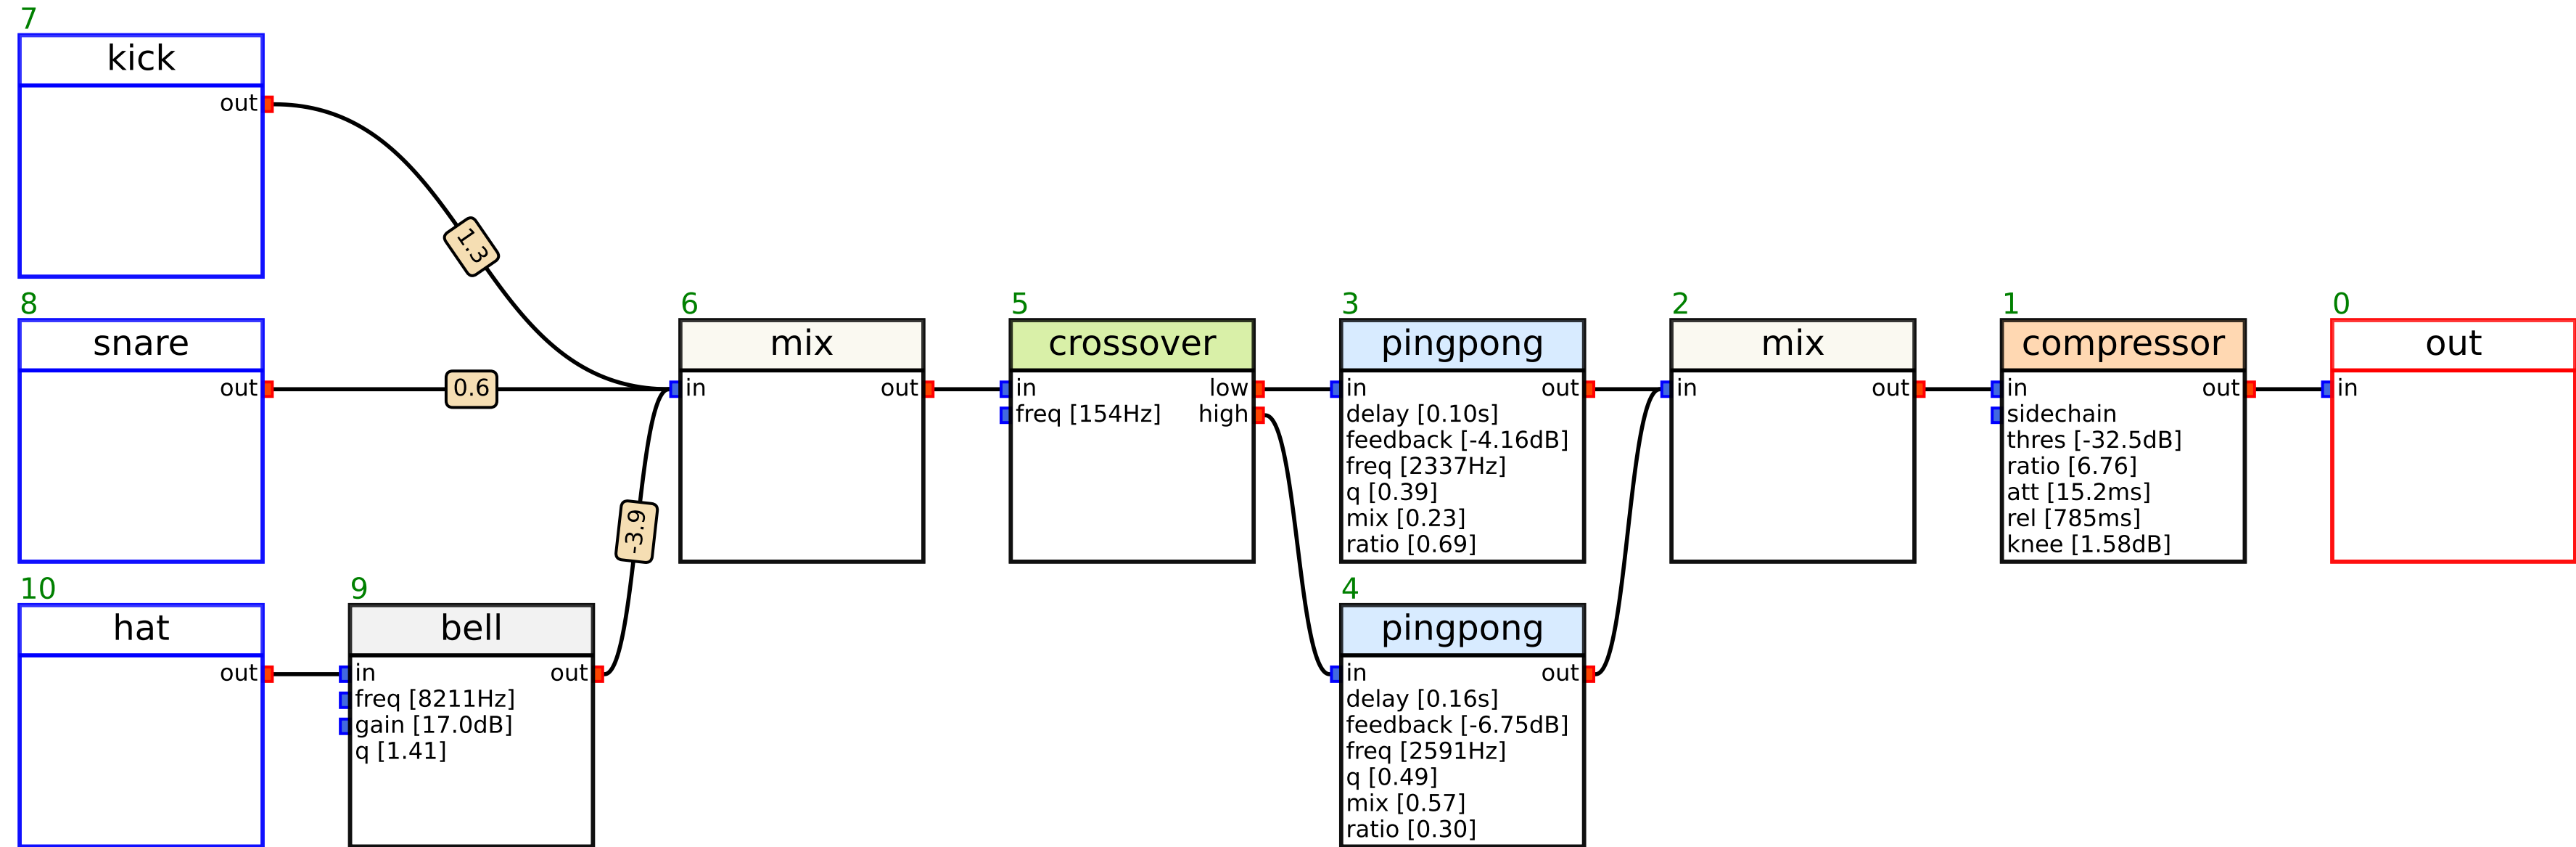 7
kick
out
1.3
8
snare
out
0.6
10
hat
out
9
bell
in out
freq [8211Hz]
gain [17.0dB]
q [1.41]
-3.9
6
mix
in out
5
crossover
in low
freq [154Hz] high
3
pingpong
in out
delay [0.10s]
feedback [-4.16dB]
freq [2337Hz]
q [0.39]
mix [0.23]
ratio [0.69]
4
pingpong
in out
delay [0.16s]
feedback [-6.75dB]
freq [2591Hz]
q [0.49]
mix [0.57]
ratio [0.30]
2
mix
in out
1
compressor
in out
sidechain
thres [-32.5dB]
ratio [6.76]
att [15.2ms]
rel [785ms]
knee [1.58dB]
0
out
in